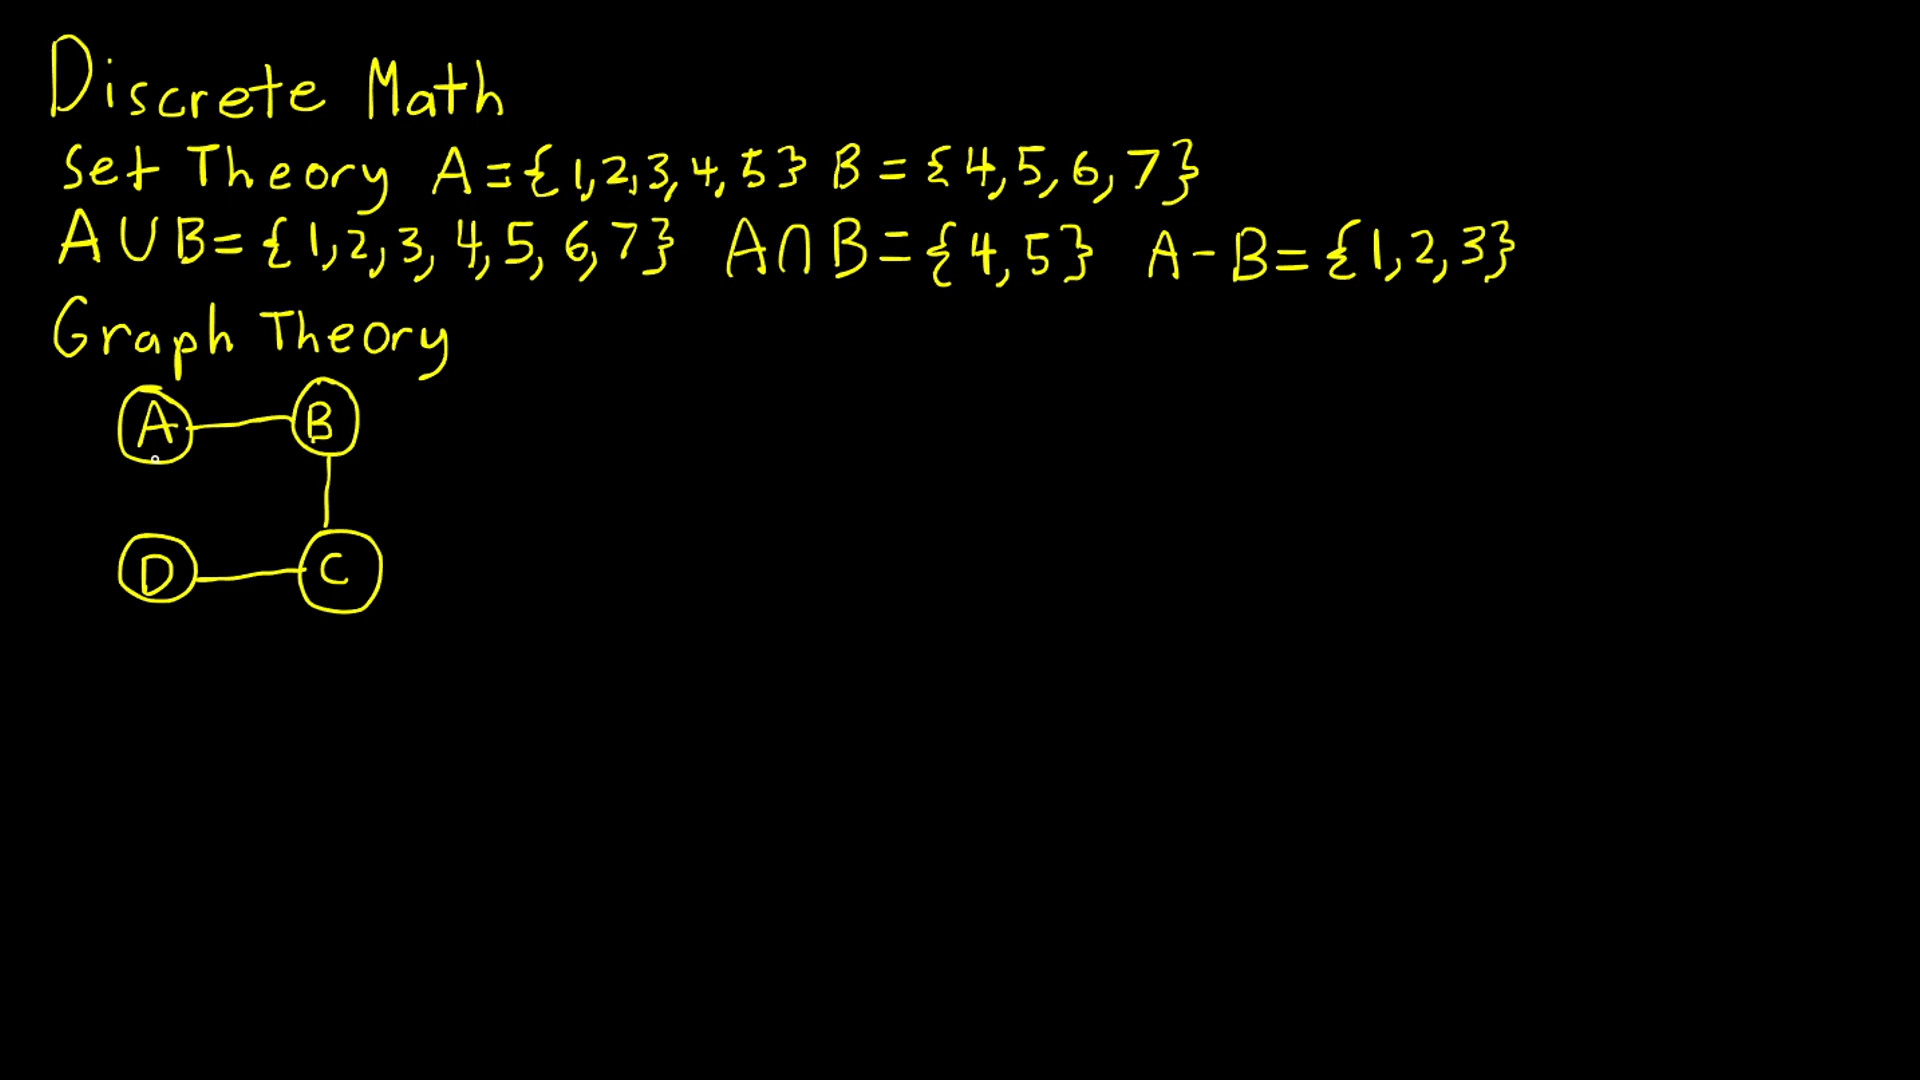 Discrete Math
Set Theory A={1,2,3,4,5} B={4,5,6,7}
A∪B={1,2,3,4,5,6,7} A∩B={4,5} A-B={1,2,3}
Graph Theory
A B
D C